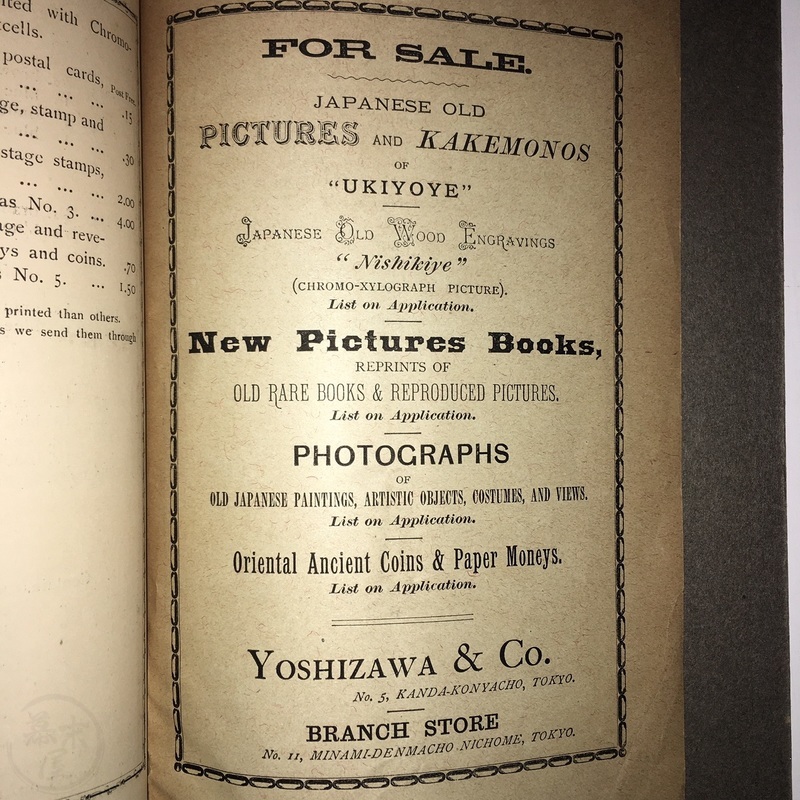 ited with Chromo-
cells.
postal cards, Post Free.
... ... ... .15
ge, stamp and
... ... ... .30
stage stamps,
... ... ... 2.00
as No. 3. ... 4.00
age and reve-
ys and coins. .70
s No. 5. ... 1.50
printed than others.
s we send them through
FOR SALE.
JAPANESE OLD
PICTURES AND KAKEMONOS
OF
"UKIYOYE"
JAPANESE OLD WOOD ENGRAVINGS
"Nishikiye"
(CHROMO-XYLOGRAPH PICTURE).
List on Application.
New Pictures Books,
REPRINTS OF
OLD RARE BOOKS & REPRODUCED PICTURES.
List on Application.
PHOTOGRAPHS
OF
OLD JAPANESE PAINTINGS, ARTISTIC OBJECTS, COSTUMES, AND VIEWS.
List on Application.
Oriental Ancient Coins & Paper Moneys.
List on Application.
YOSHIZAWA & CO.
No. 5, KANDA-KONYACHO, TOKYO.
BRANCH STORE
No. 11, MINAMI-DENMACHO NICHOME, TOKYO.